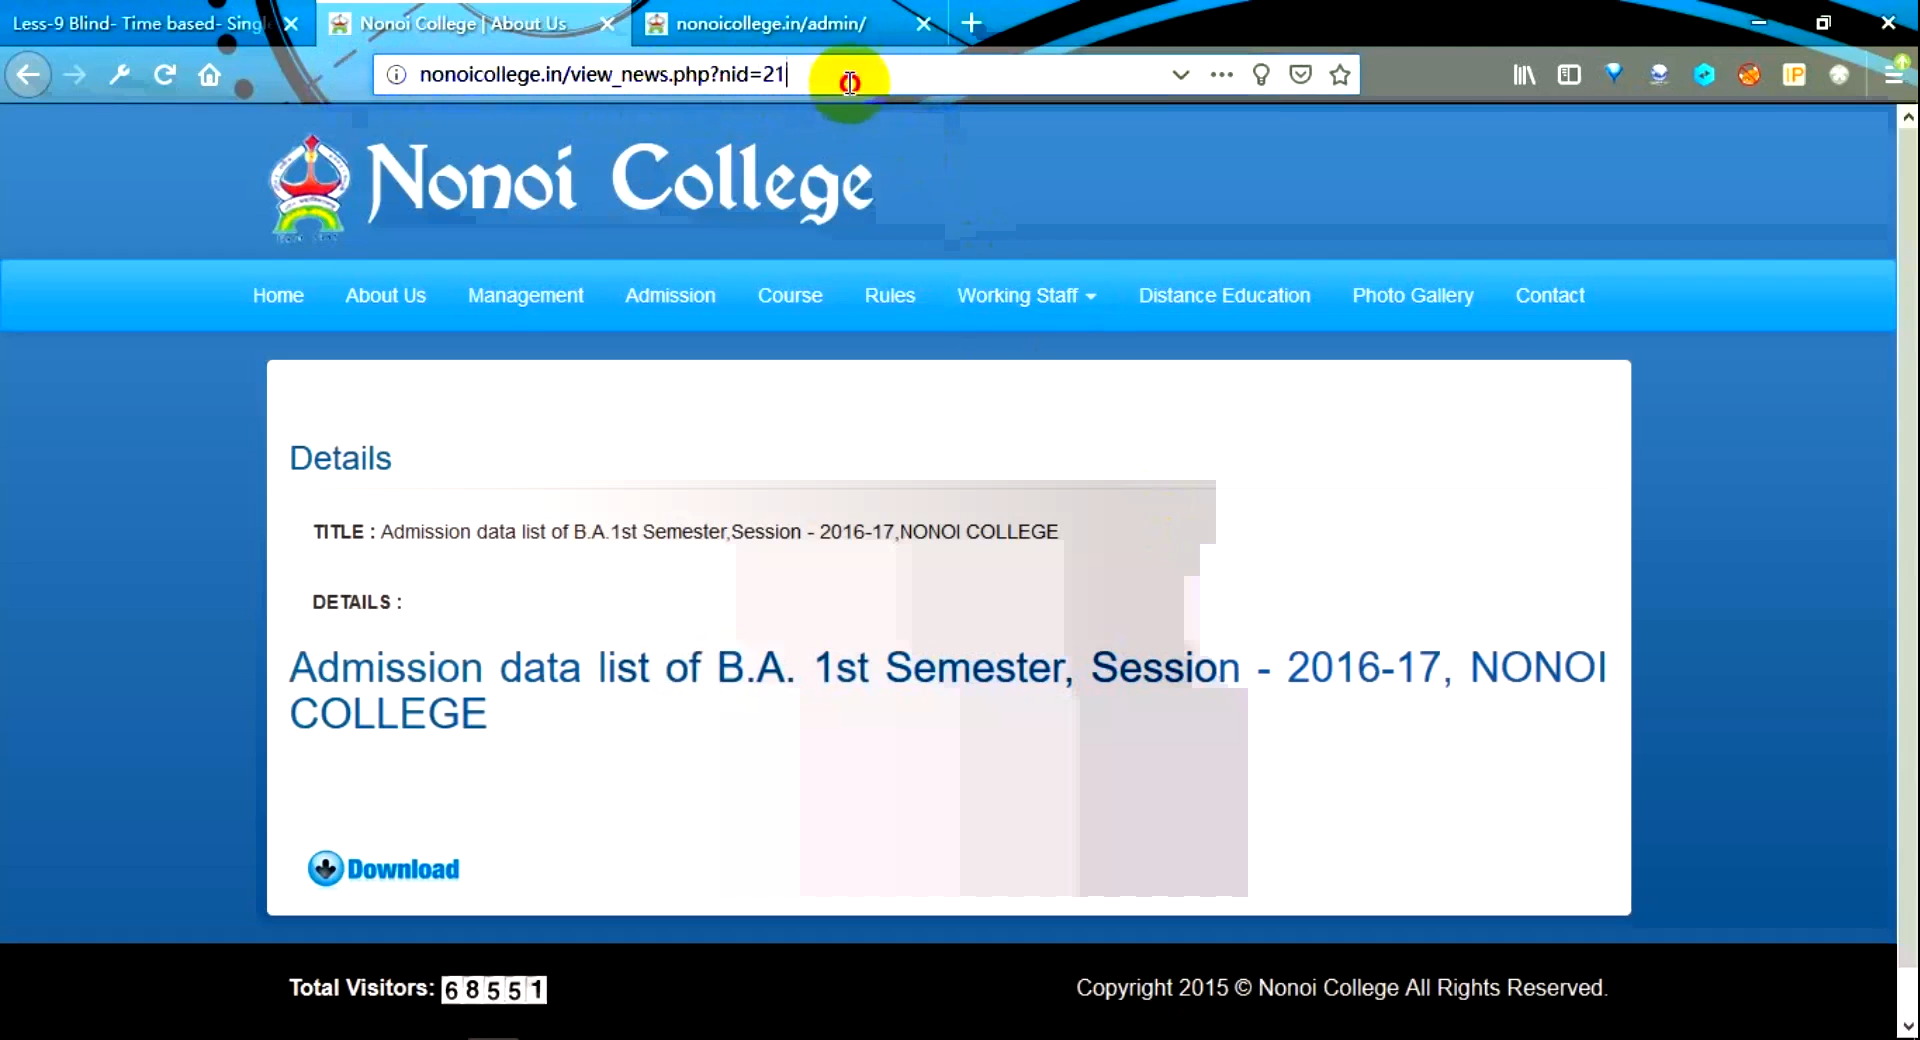 Less-9 Blind- Time based- Sing
Nonoi College | About Us
nonoicollege.in/admin/
nonoicollege.in/view_news.php?nid=21
IP
Nonoi College
Home About Us Management Admission Course Rules Working Staff Distance Education Photo Gallery Contact
Details
TITLE : Admission data list of B.A.1st Semester,Session - 2016-17,NONOI COLLEGE
DETAILS :
Admission data list of B.A. 1st Semester, Session - 2016-17, NONOI
COLLEGE
Download
Total Visitors: 68551
Copyright 2015 © Nonoi College All Rights Reserved.